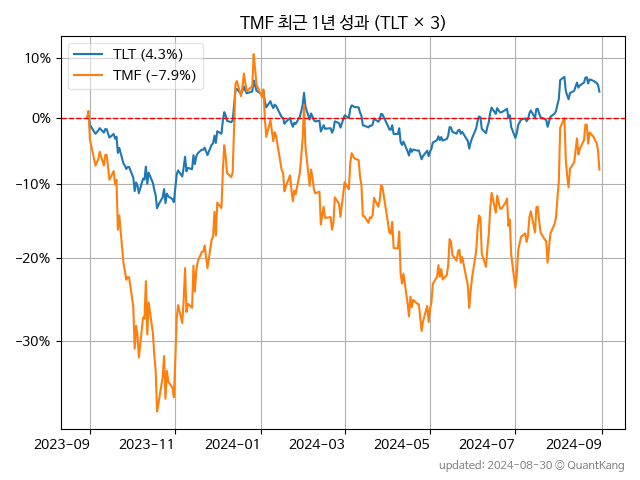 TMF 최근 1년 성과 (TLT × 3)
TLT (4.3%)
TMF (−7.9%)
10%
0%
−10%
−20%
−30%
2023-09 2023-11 2024-01 2024-03 2024-05 2024-07 2024-09
updated: 2024-08-30 © QuantKang